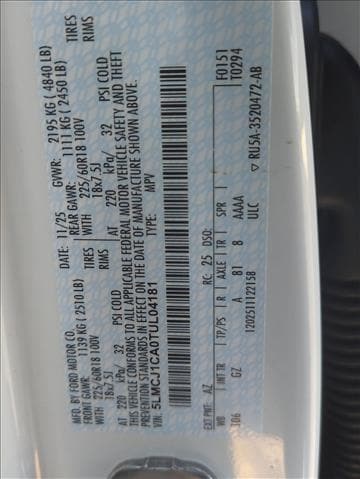 MFD. BY FORD MOTOR CO.
DATE: 11/25 GVWR: 2195 KG ( 4840 LB)
FRONT GAWR: 1139 KG ( 2510 LB) REAR GAWR: 1111 KG ( 2450 LB)
WITH 225/60R18 100V TIRES WITH 225/60R18 100V TIRES
18x7.5J RIMS 18x7.5J RIMS
AT 220 kPa/ 32 PSI COLD AT 220 kPa/ 32 PSI COLD
THIS VEHICLE CONFORMS TO ALL APPLICABLE FEDERAL MOTOR VEHICLE SAFETY AND THEFT
PREVENTION STANDARDS IN EFFECT ON THE DATE OF MANUFACTURE SHOWN ABOVE.
VIN: 5LMCJ1CA0TUL04181
TYPE: MPV
F0151
T0294
EXT PNT: AZ RC: 25 DSO:
WB INT TR TP/PS R AXLE TR SPR
106 GZ A 81 8 AAAA
12025111122158 ULC
▽ RU5A-3520472-AB